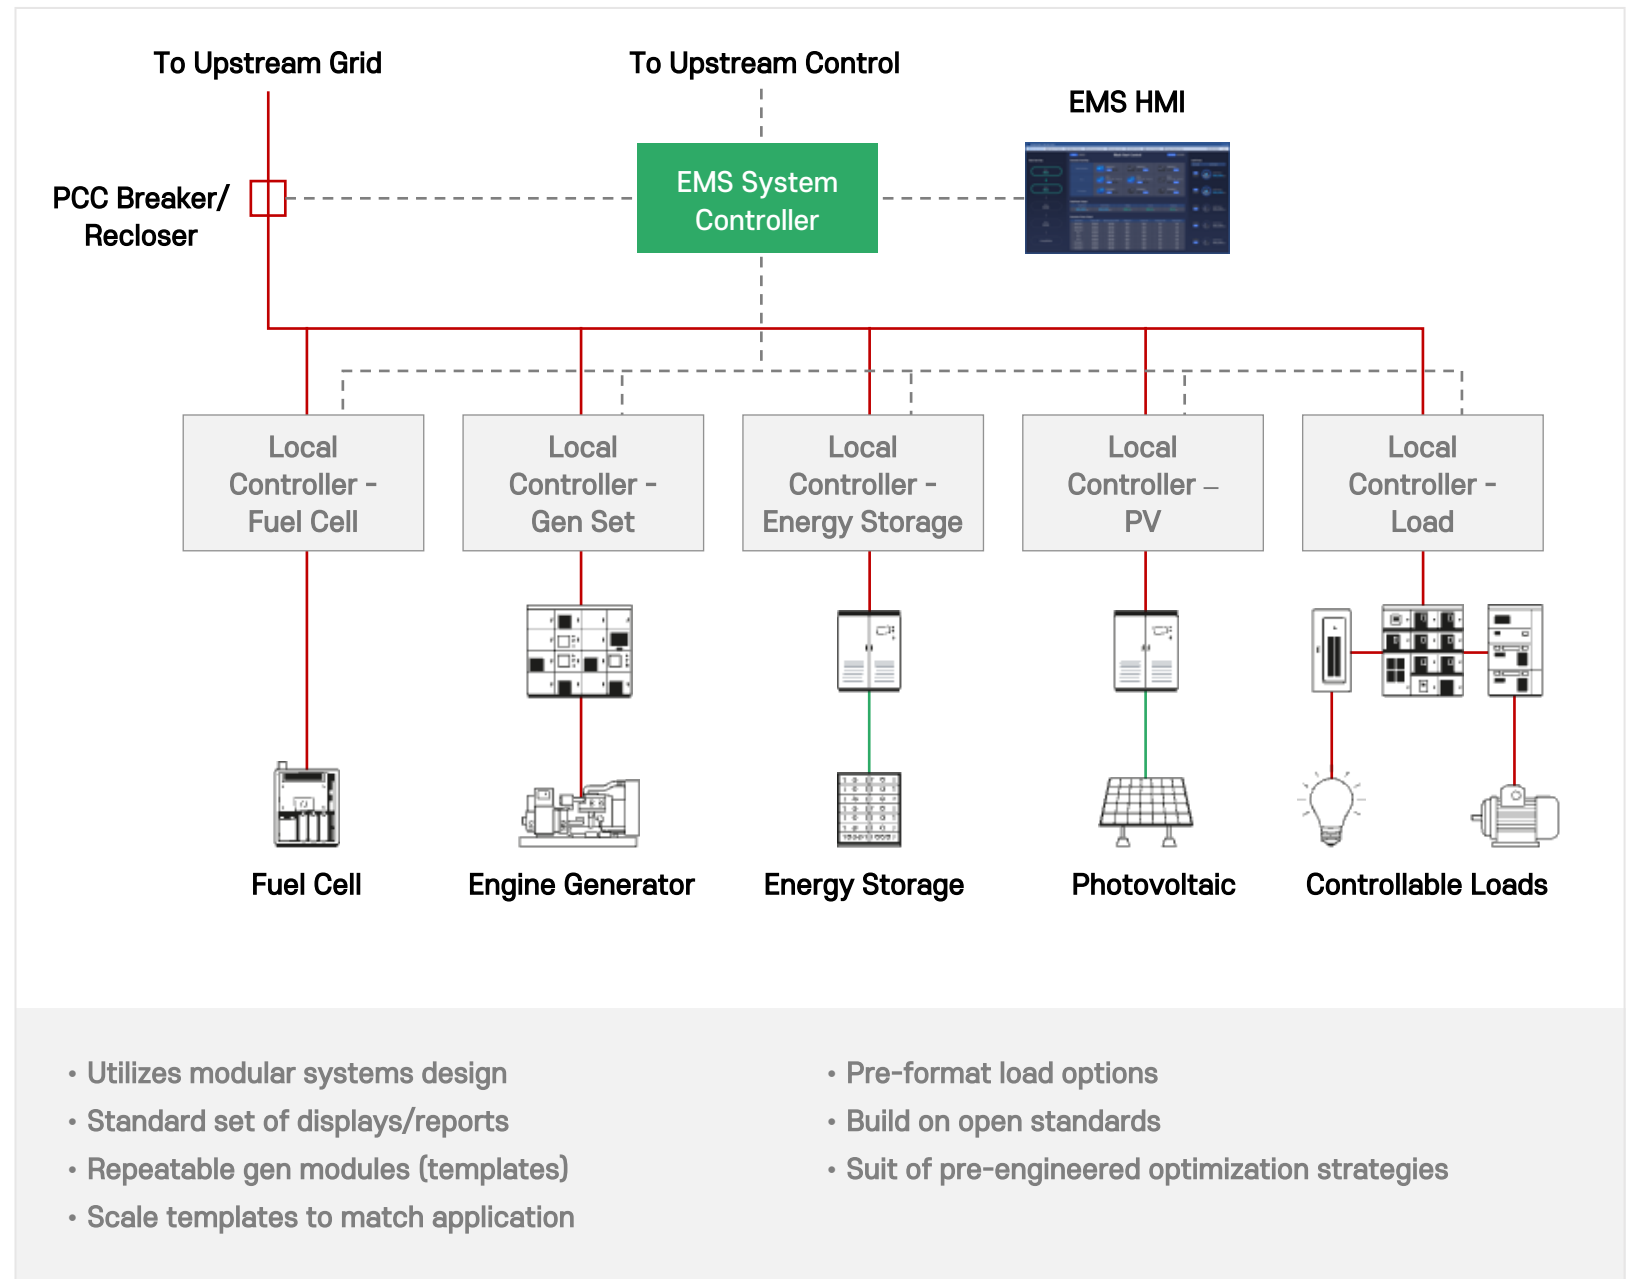 To Upstream Grid
To Upstream Control
EMS HMI
PCC Breaker/
Recloser
EMS System
Controller
Local
Controller -
Fuel Cell
Local
Controller -
Gen Set
Local
Controller -
Energy Storage
Local
Controller –
PV
Local
Controller -
Load
Fuel Cell
Engine Generator
Energy Storage
Photovoltaic
Controllable Loads
• Utilizes modular systems design
• Standard set of displays/reports
• Repeatable gen modules (templates)
• Scale templates to match application
• Pre-format load options
• Build on open standards
• Suit of pre-engineered optimization strategies